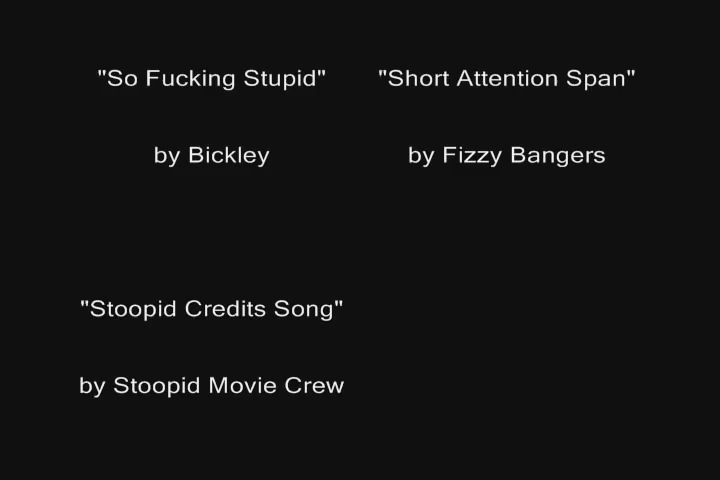 "So Fucking Stupid"
by Bickley
"Short Attention Span"
by Fizzy Bangers
"Stoopid Credits Song"
by Stoopid Movie Crew